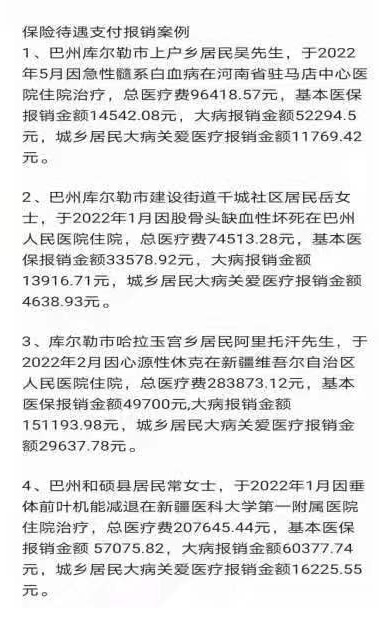 保险待遇支付报销案例
1、巴州库尔勒市上户乡居民吴先生，于2022
年5月因急性髓系白血病在河南省驻马店中心医
院住院治疗，总医疗费96418.57元，基本医保
报销金额14542.08元，大病报销金额52294.5
元，城乡居民大病关爱医疗报销金额11769.42
元。
2、巴州库尔勒市建设街道千城社区居民岳女
士，于2022年1月因股骨头缺血性坏死在巴州
人民医院住院，总医疗费74513.28元，基本医
保报销金额33578.92元，大病报销金额
13916.71元，城乡居民大病关爱医疗报销金额
4638.93元。
3、库尔勒市哈拉玉宫乡居民阿里托汗先生，于
2022年2月因心源性休克在新疆维吾尔自治区
人民医院住院，总医疗费283873.12元，基本
医保报销金额49700元,大病报销金额
151193.98元，城乡居民大病关爱医疗报销金
额29637.78元。
4、巴州和硕县居民常女士，于2022年1月因垂
体前叶机能减退在新疆医科大学第一附属医院
住院治疗，总医疗费207645.44元，基本医保
报销金额 57075.82，大病报销金额60377.74
元，城乡居民大病关爱医疗报销金额16225.55
元。